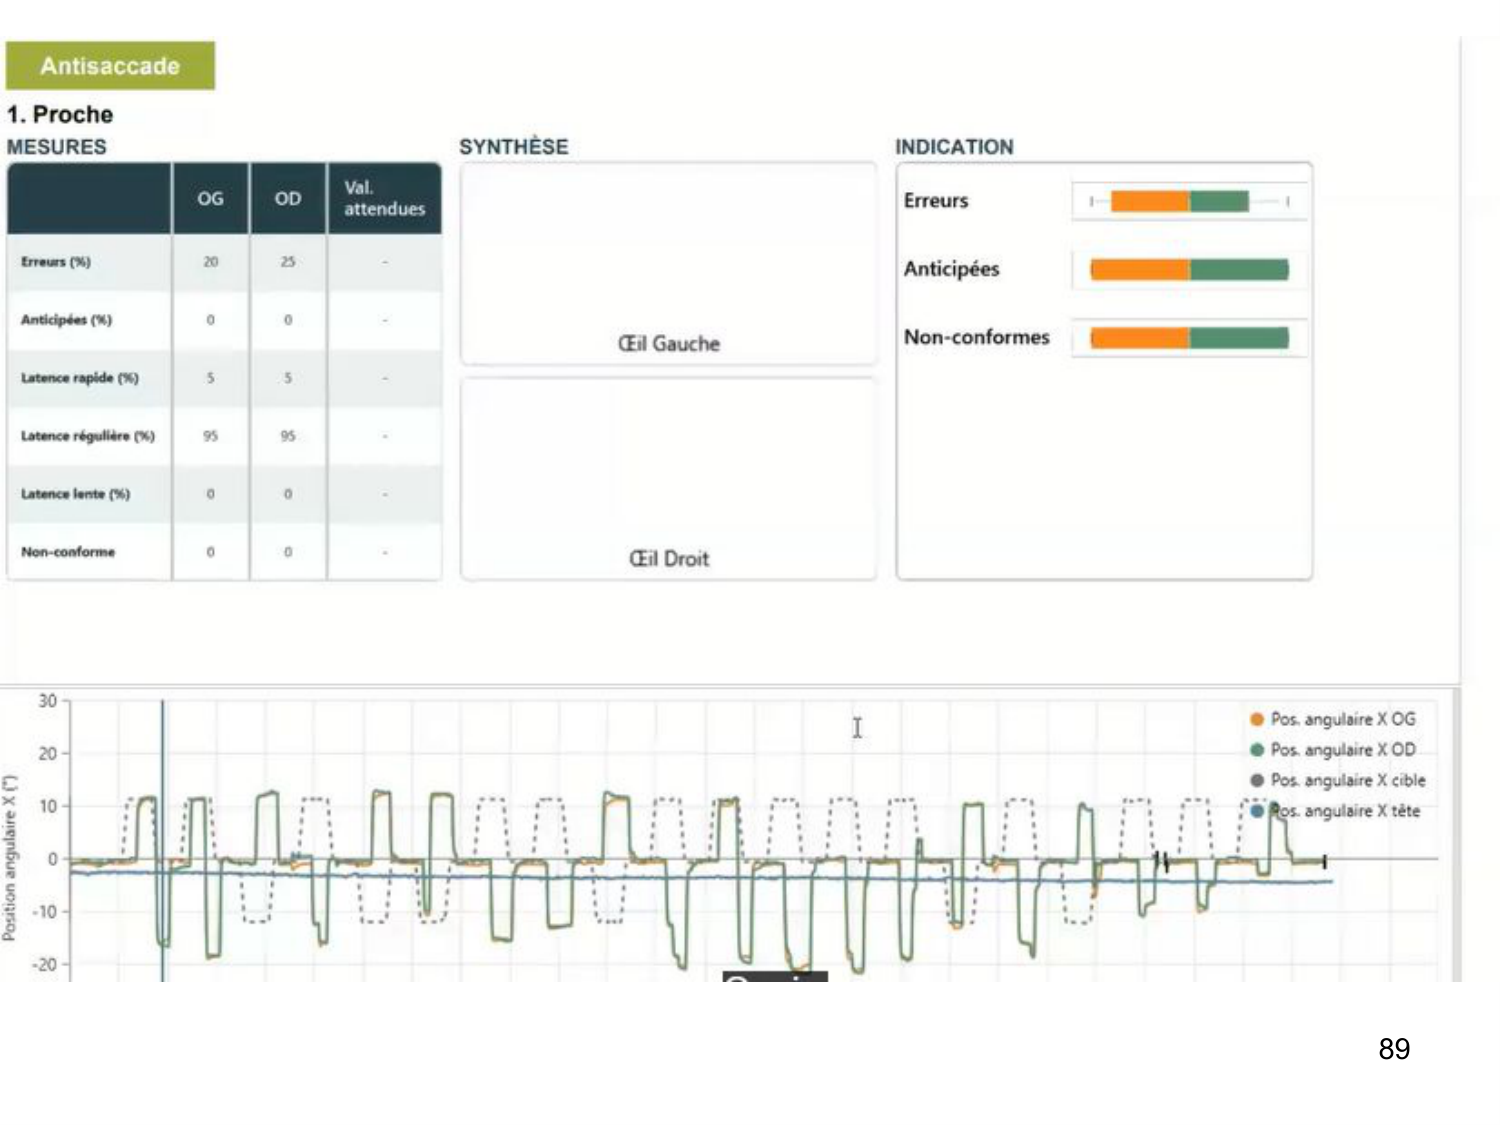 Antisaccade
1. Proche
MESURES
OG OD Val. attendues
Erreurs (%) 20 25 -
Anticipées (%) 0 0 -
Latence rapide (%) 5 5 -
Latence régulière (%) 95 95 -
Latence lente (%) 0 0 -
Non-conforme 0 0 -
SYNTHÈSE
Œil Gauche
Œil Droit
INDICATION
Erreurs
Anticipées
Non-conformes
Position angulaire X (°)
30
20
10
0
-10
-20
Pos. angulaire X OG
Pos. angulaire X OD
Pos. angulaire X cible
Pos. angulaire X tête
89